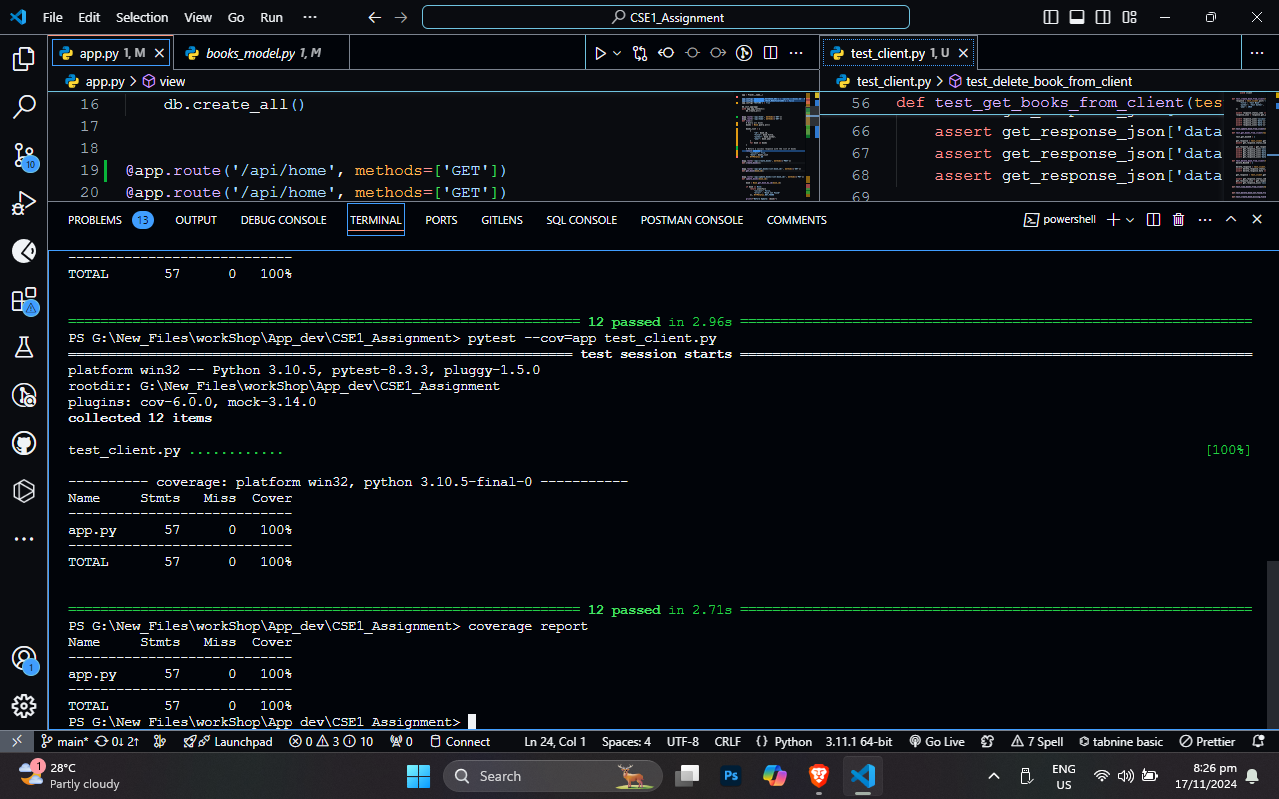 File Edit Selection View Go Run ··· CSE1_Assignment
app.py 1, M books_model.py 1, M test_client.py 1, U
app.py > view
16 db.create_all()
17
18
19 @app.route('/api/home', methods=['GET'])
20 @app.route('/api/home', methods=['GET'])
test_client.py > test_delete_book_from_client
56 def test_get_books_from_client(tes
66 assert get_response_json['data
67 assert get_response_json['data
68 assert get_response_json['data
69
PROBLEMS 13 OUTPUT DEBUG CONSOLE TERMINAL PORTS GITLENS SQL CONSOLE POSTMAN CONSOLE COMMENTS powershell
----------------------------
TOTAL 57 0 100%
12 passed in 2.96s
PS G:\New_Files\workShop\App_dev\CSE1_Assignment> pytest --cov=app test_client.py
test session starts
platform win32 -- Python 3.10.5, pytest-8.3.3, pluggy-1.5.0
rootdir: G:\New_Files\workShop\App_dev\CSE1_Assignment
plugins: cov-6.0.0, mock-3.14.0
collected 12 items
test_client.py ............ [100%]
---------- coverage: platform win32, python 3.10.5-final-0 -----------
Name Stmts Miss Cover
----------------------------
app.py 57 0 100%
----------------------------
TOTAL 57 0 100%
12 passed in 2.71s
PS G:\New_Files\workShop\App_dev\CSE1_Assignment> coverage report
Name Stmts Miss Cover
----------------------------
app.py 57 0 100%
----------------------------
TOTAL 57 0 100%
PS G:\New_Files\workShop\App_dev\CSE1_Assignment>
10
1
main* 0↓ 2↑ Launchpad 0 3 10 0 Connect Ln 24, Col 1 Spaces: 4 UTF-8 CRLF {} Python 3.11.1 64-bit Go Live 7 Spell tabnine basic Prettier
1
28°C
Partly cloudy
Search
Ps
ENG
US
8:26 pm
17/11/2024